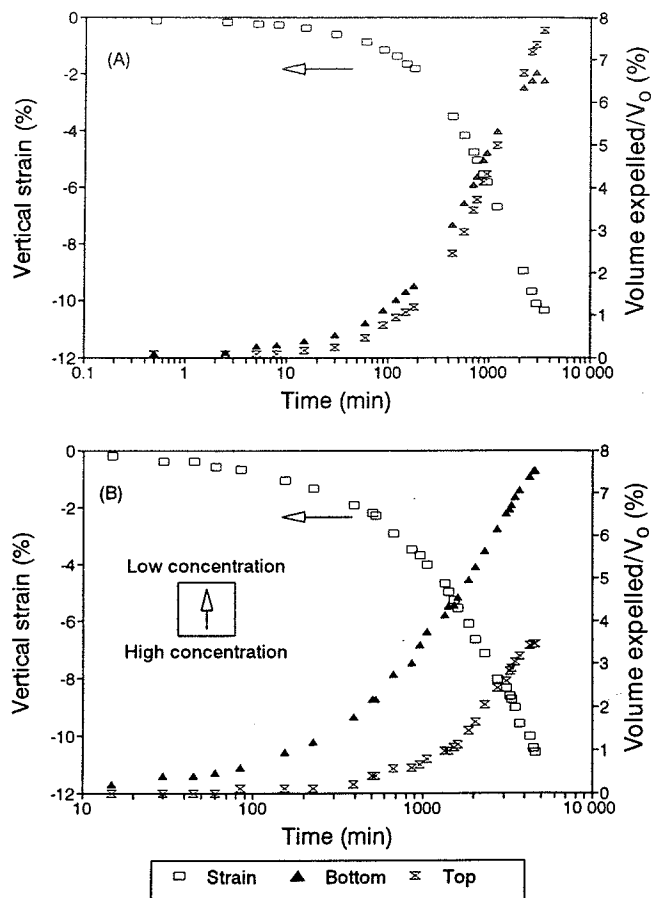 (A)
Vertical strain (%)
0
-2
-4
-6
-8
-10
-12
8
7
6
5
4
3
2
1
0
Volume expelled/Vo (%)
0.1 1 10 100 1000 10 000
Time (min)
(B)
Vertical strain (%)
0
-2
-4
-6
-8
-10
-12
Low concentration
High concentration
8
7
6
5
4
3
2
1
0
Volume expelled/Vo (%)
10 100 1000 10 000
Time (min)
Strain Bottom Top